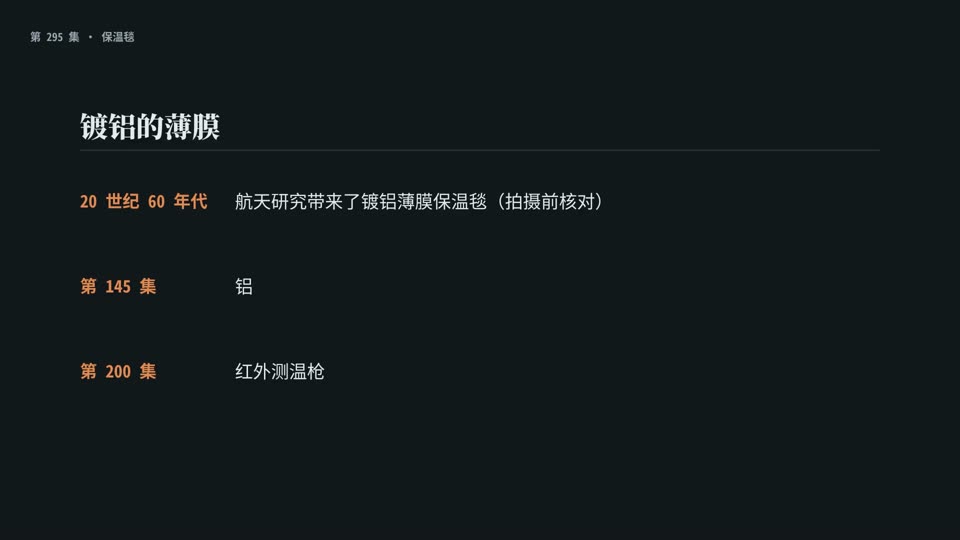 第 295 集 · 保温毯
镀铝的薄膜
20 世纪 60 年代 航天研究带来了镀铝薄膜保温毯（拍摄前核对）
第 145 集 铝
第 200 集 红外测温枪